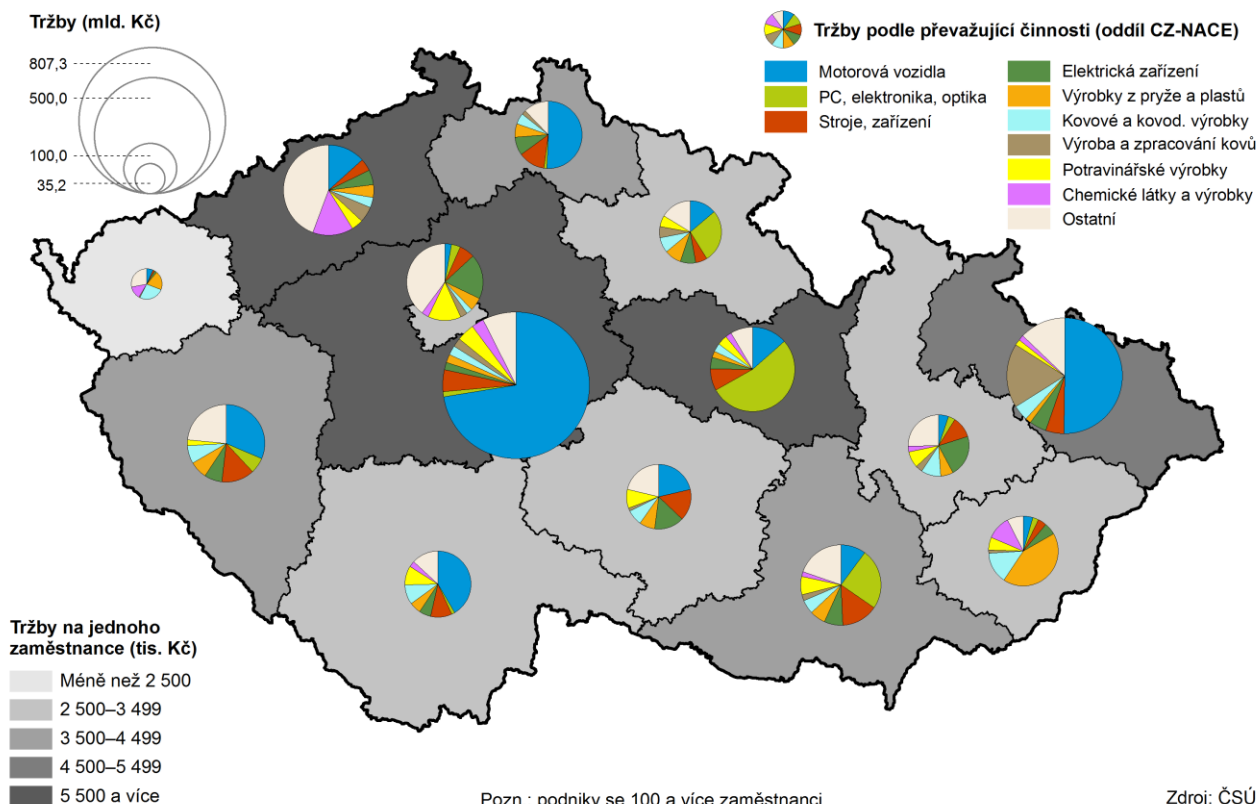 Tržby (mld. Kč)
807,3
500,0
100,0
35,2
Tržby podle převažující činnosti (oddíl CZ-NACE)
Motorová vozidla
PC, elektronika, optika
Stroje, zařízení
Elektrická zařízení
Výrobky z pryže a plastů
Kovové a kovod. výrobky
Výroba a zpracování kovů
Potravinářské výrobky
Chemické látky a výrobky
Ostatní
Tržby na jednoho
zaměstnance (tis. Kč)
Méně než 2 500
2 500–3 499
3 500–4 499
4 500–5 499
5 500 a více
Pozn.: podniky se 100 a více zaměstnanci
Zdroj: ČSÚ